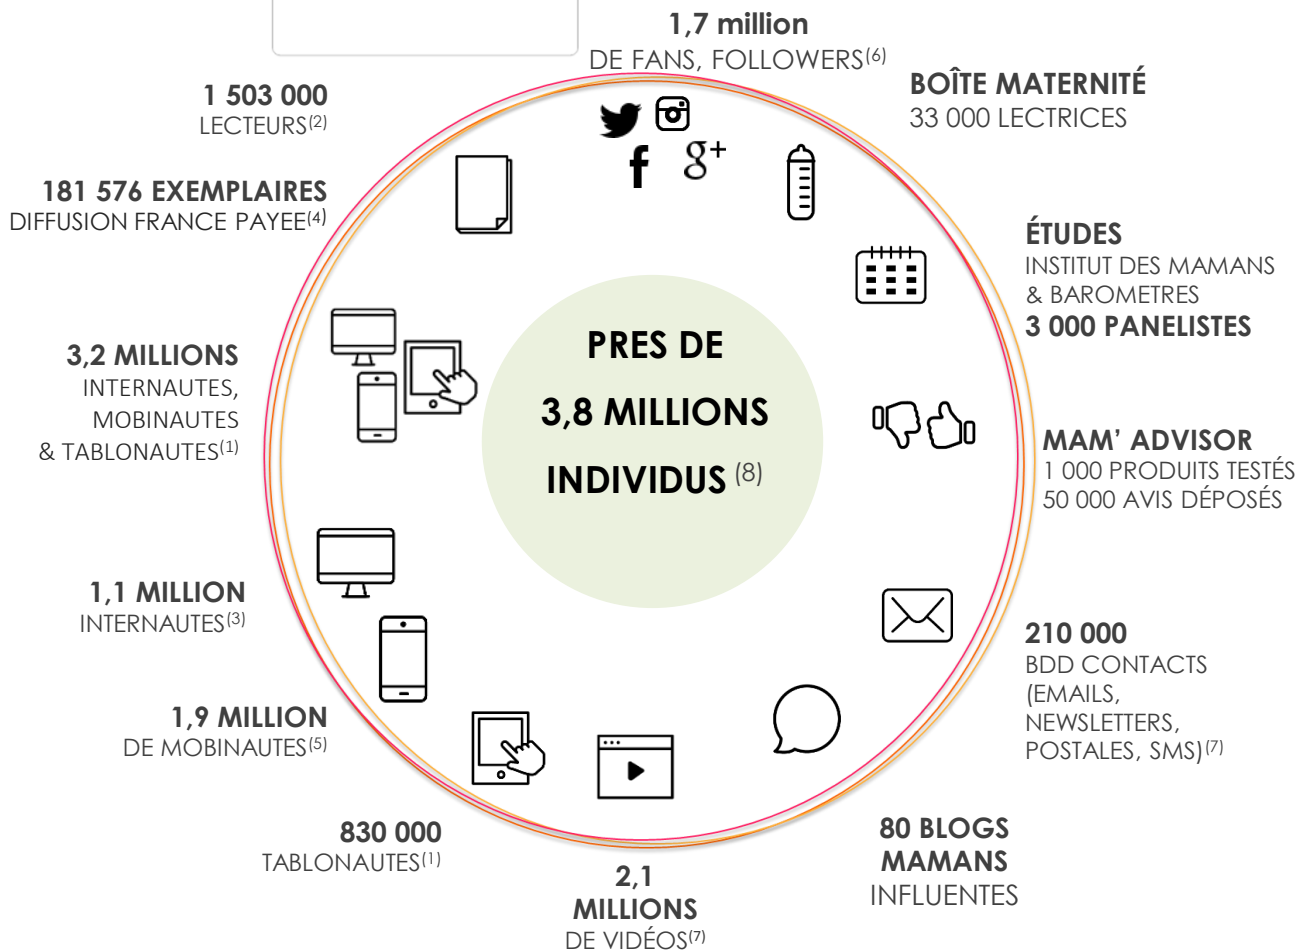 1,7 million
DE FANS, FOLLOWERS(6)
BOÎTE MATERNITÉ
33 000 LECTRICES
ÉTUDES
INSTITUT DES MAMANS
& BAROMETRES
3 000 PANELISTES
MAM’ ADVISOR
1 000 PRODUITS TESTÉS
50 000 AVIS DÉPOSÉS
210 000
BDD CONTACTS
(EMAILS,
NEWSLETTERS,
POSTALES, SMS)(7)
80 BLOGS
MAMANS
INFLUENTES
2,1
MILLIONS
DE VIDÉOS(7)
830 000
TABLONAUTES(1)
1,9 MILLION
DE MOBINAUTES(5)
1,1 MILLION
INTERNAUTES(3)
3,2 MILLIONS
INTERNAUTES,
MOBINAUTES
& TABLONAUTES(1)
181 576 EXEMPLAIRES
DIFFUSION FRANCE PAYEE(4)
1 503 000
LECTEURS(2)
f
g+
PRES DE
3,8 MILLIONS
INDIVIDUS (8)